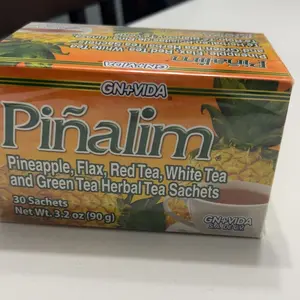 GN+VIDA
Piñalim
Pineapple, Flax, Red Tea, White Tea
and Green Tea Herbal Tea Sachets
30 Sachets
Net Wt. 3.2 oz (90 g)
GN+VIDA